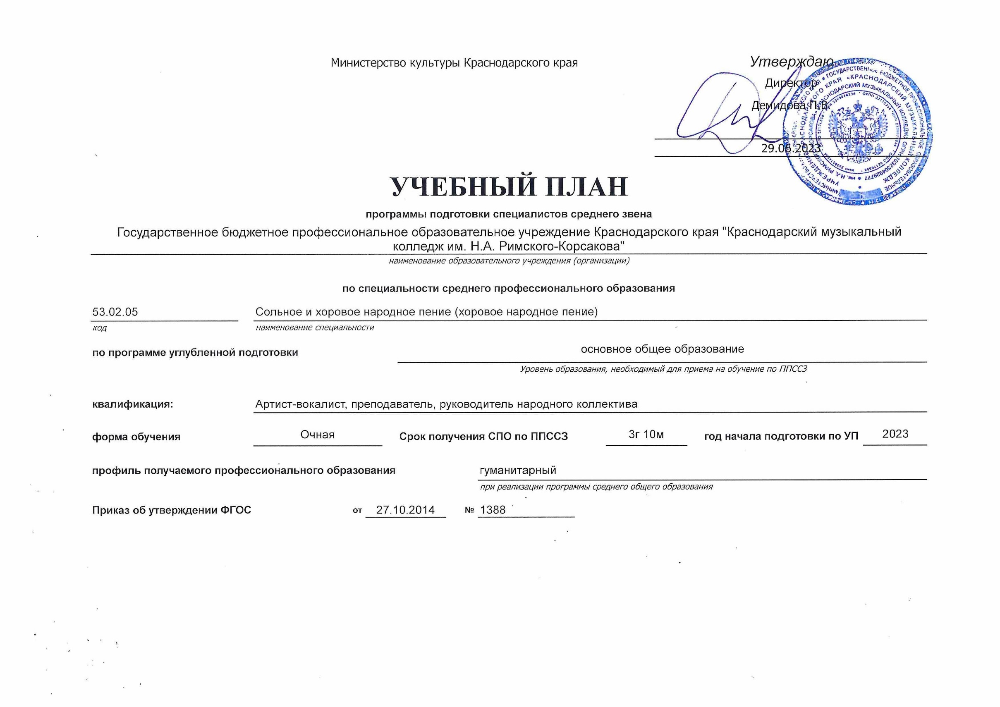 Министерство культуры Краснодарского края
Утверждаю
Директор
Демидова П.В.
29.06.2023
УЧЕБНЫЙ ПЛАН
программы подготовки специалистов среднего звена
Государственное бюджетное профессиональное образовательное учреждение Краснодарского края "Краснодарский музыкальный
колледж им. Н.А. Римского-Корсакова"
наименование образовательного учреждения (организации)
по специальности среднего профессионального образования
53.02.05 Сольное и хоровое народное пение (хоровое народное пение)
код наименование специальности
по программе углубленной подготовки основное общее образование
Уровень образования, необходимый для приема на обучение по ППССЗ
квалификация: Артист-вокалист, преподаватель, руководитель народного коллектива
форма обучения Очная Срок получения СПО по ППССЗ 3г 10м год начала подготовки по УП 2023
профиль получаемого профессионального образования гуманитарный
при реализации программы среднего общего образования
Приказ об утверждении ФГОС от 27.10.2014 № 1388